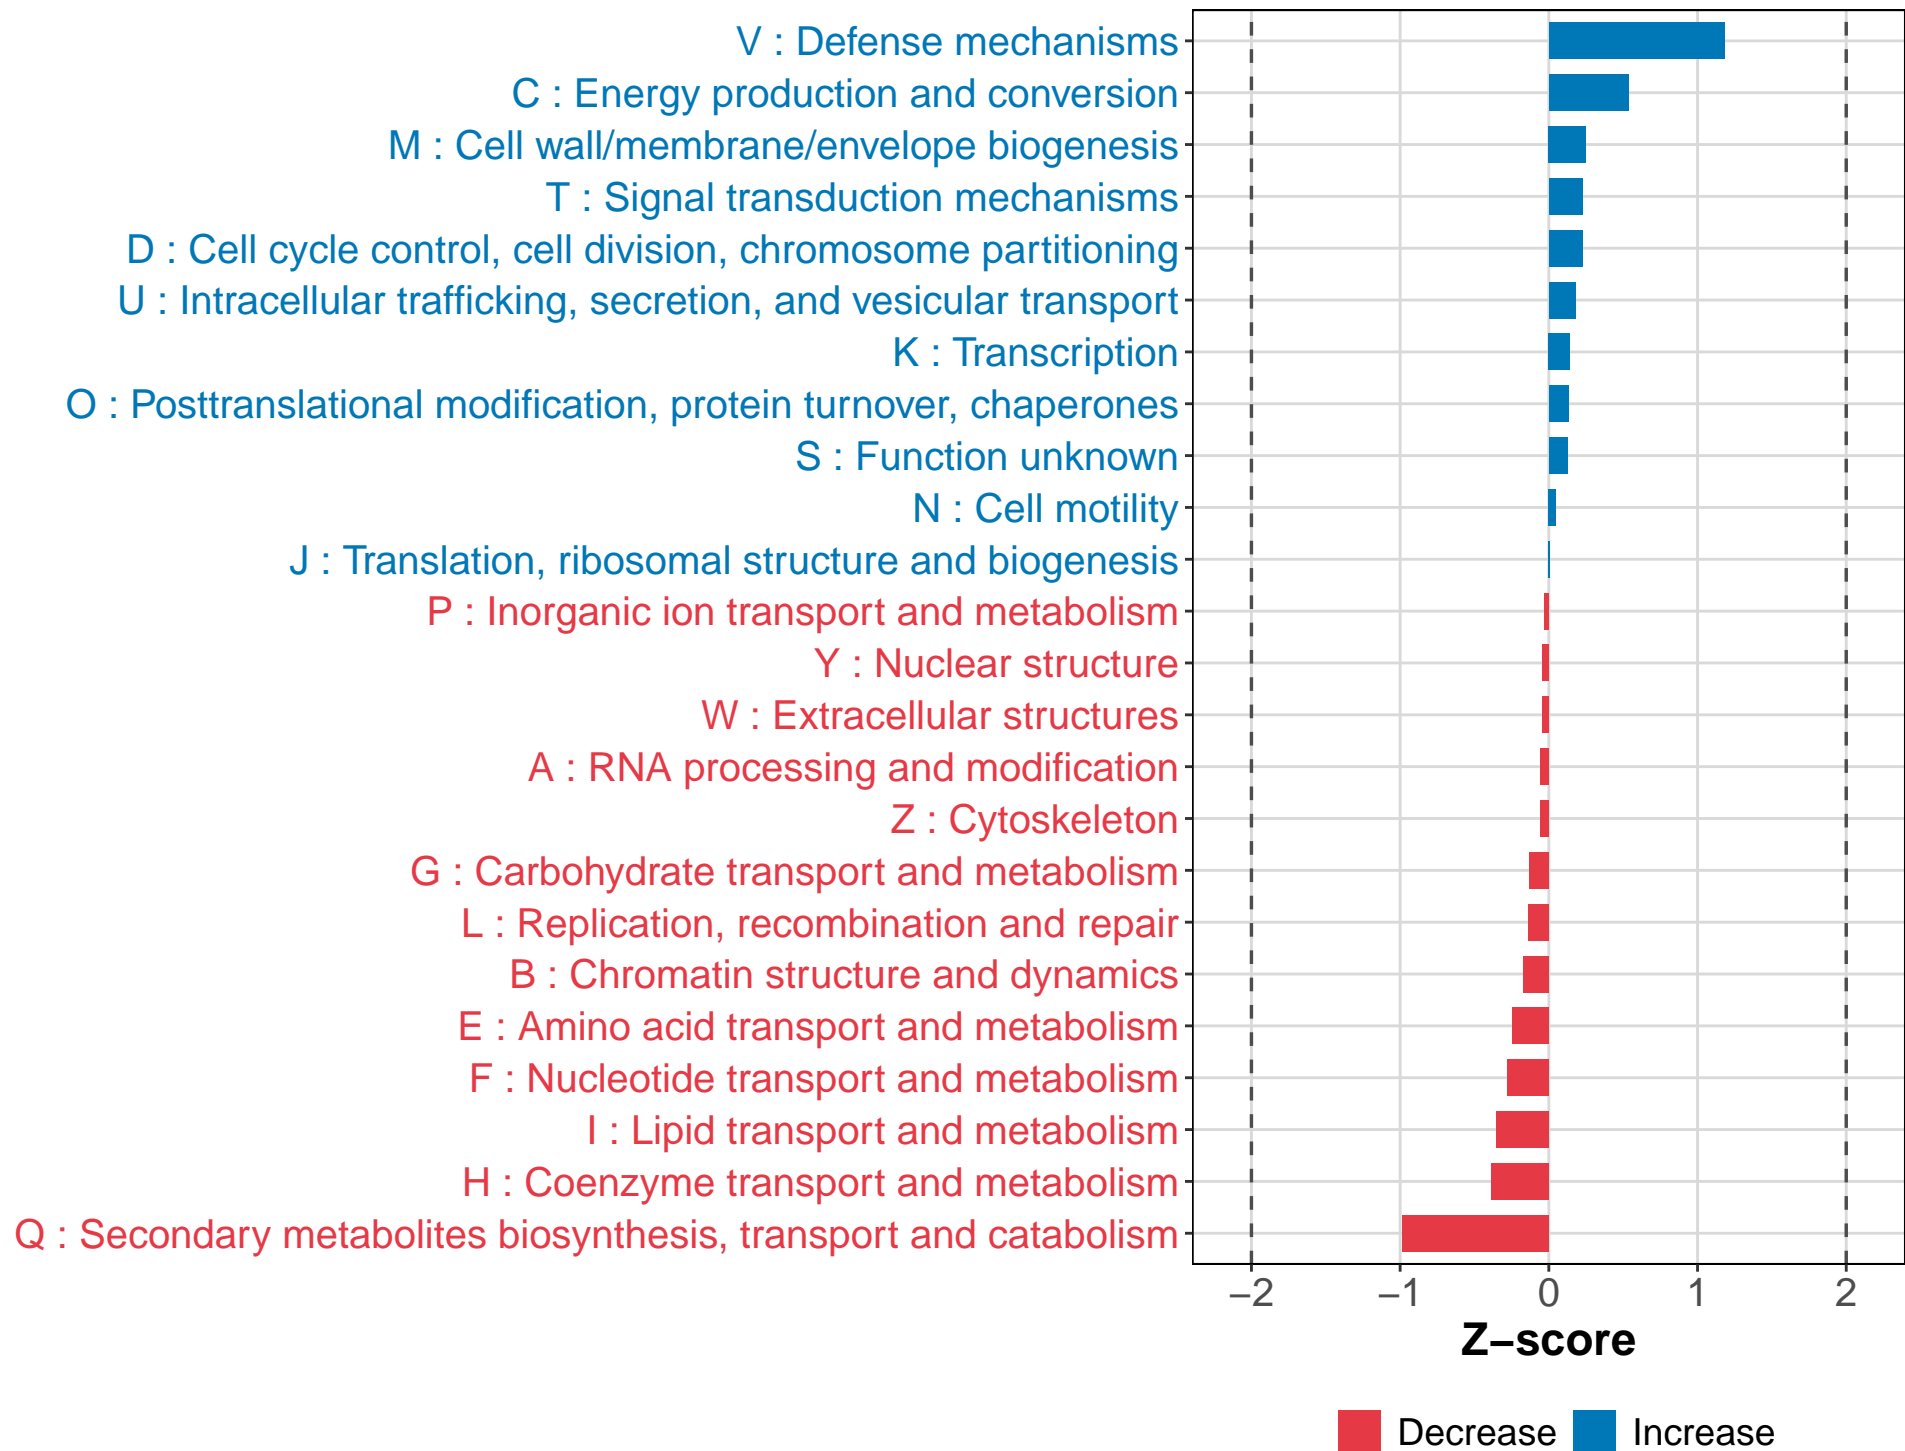 V : Defense mechanisms
C : Energy production and conversion
M : Cell wall/membrane/envelope biogenesis
T : Signal transduction mechanisms
D : Cell cycle control, cell division, chromosome partitioning
U : Intracellular trafficking, secretion, and vesicular transport
K : Transcription
O : Posttranslational modification, protein turnover, chaperones
S : Function unknown
N : Cell motility
J : Translation, ribosomal structure and biogenesis
P : Inorganic ion transport and metabolism
Y : Nuclear structure
W : Extracellular structures
A : RNA processing and modification
Z : Cytoskeleton
G : Carbohydrate transport and metabolism
L : Replication, recombination and repair
B : Chromatin structure and dynamics
E : Amino acid transport and metabolism
F : Nucleotide transport and metabolism
I : Lipid transport and metabolism
H : Coenzyme transport and metabolism
Q : Secondary metabolites biosynthesis, transport and catabolism
−2 −1 0 1 2
Z−score
Decrease Increase